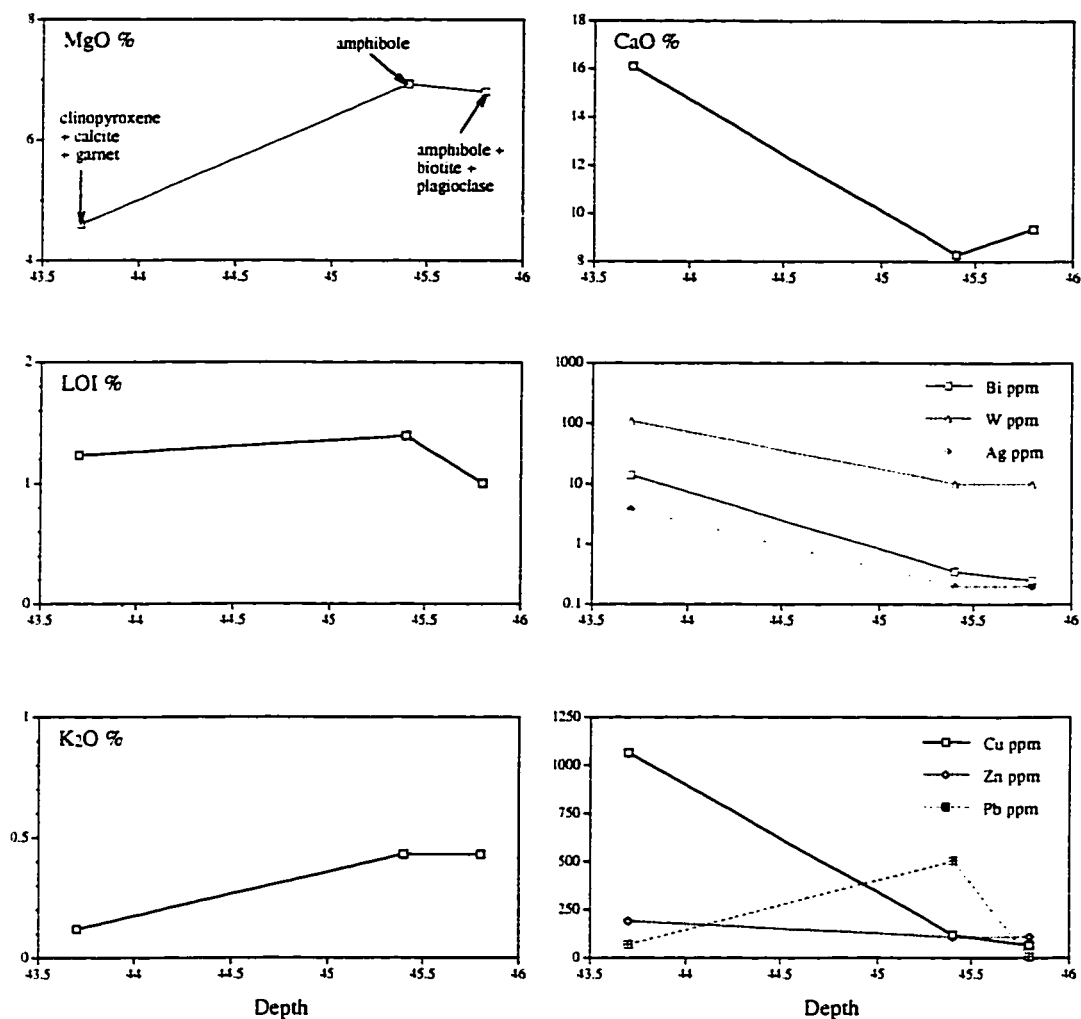 MgO %
8
6
4
amphibole
clinopyroxene
+ calcite
+ garnet
amphibole +
biotite +
plagioclase
43.5 44 44.5 45 45.5 46
CaO %
18
16
14
12
10
8
43.5 44 44.5 45 45.5 46
LOI %
2
1
0
43.5 44 44.5 45 45.5 46
1000
100
10
1
0.1
Bi ppm
W ppm
Ag ppm
43.5 44 44.5 45 45.5 46
K2O %
1
0.5
0
43.5 44 44.5 45 45.5 46
Depth
1250
1000
750
500
250
0
Cu ppm
Zn ppm
Pb ppm
43.5 44 44.5 45 45.5 46
Depth